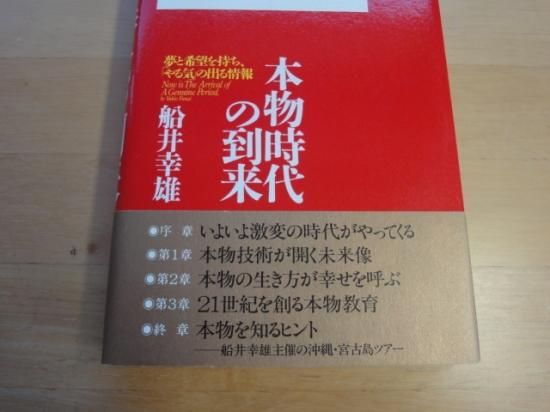 本物時代
の到来
夢と希望を持ち、
「やる気」の出る情報
Now is The Arrival of
A Genuine Period.
by Yukio Funai
船井幸雄
●序 章 いよいよ激変の時代がやってくる
●第1章 本物技術が開く未来像
●第2章 本物の生き方が幸せを呼ぶ
●第3章 21世紀を創る本物教育
●終 章 本物を知るヒント
——船井幸雄主催の沖縄・宮古島ツアー